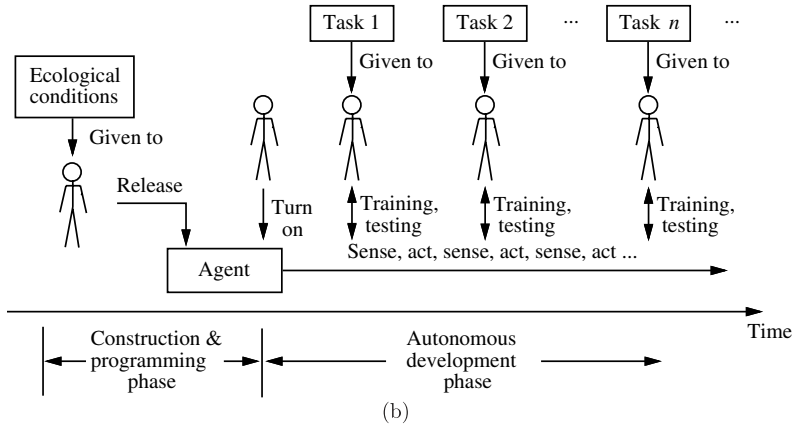 Task 1
Task 2
...
Task n
...
Ecological
conditions
Given to
Given to
Given to
Given to
Release
Turn
on
Training,
testing
Training,
testing
Training,
testing
Agent
Sense, act, sense, act, sense, act ...
Time
Construction &
programming
phase
Autonomous
development
phase
(b)